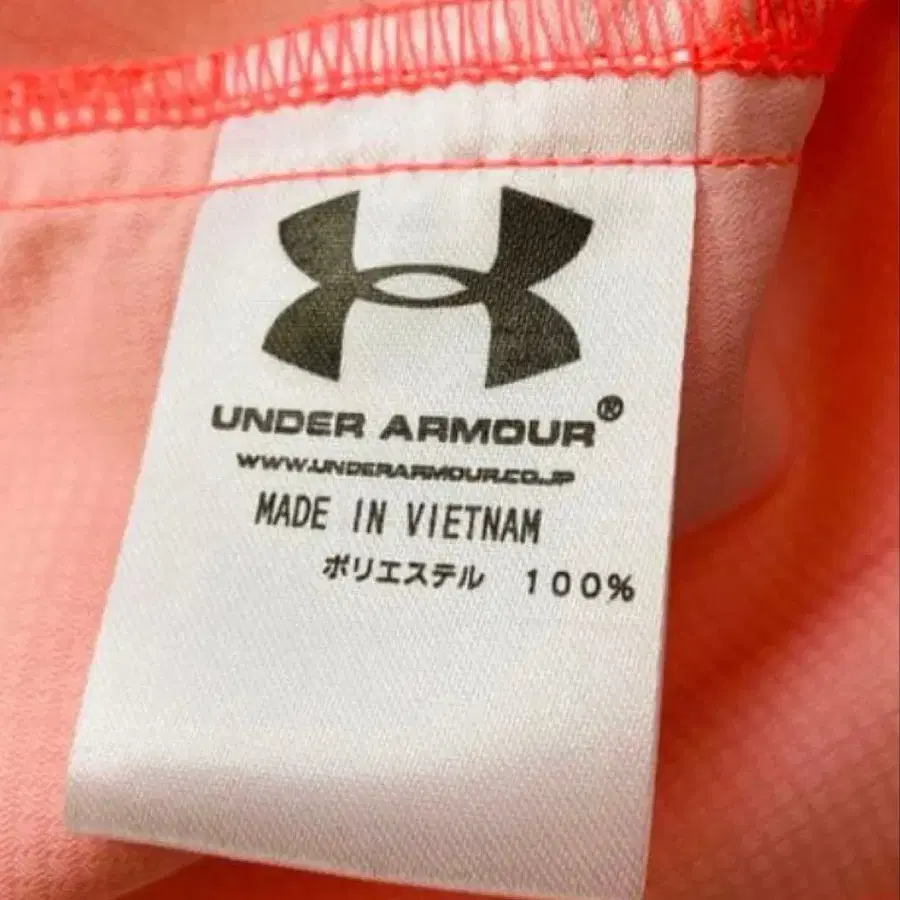 UNDER ARMOUR®
WWW.UNDERARMOUR.CO.JP
MADE IN VIETNAM
ポリエステル　１００%